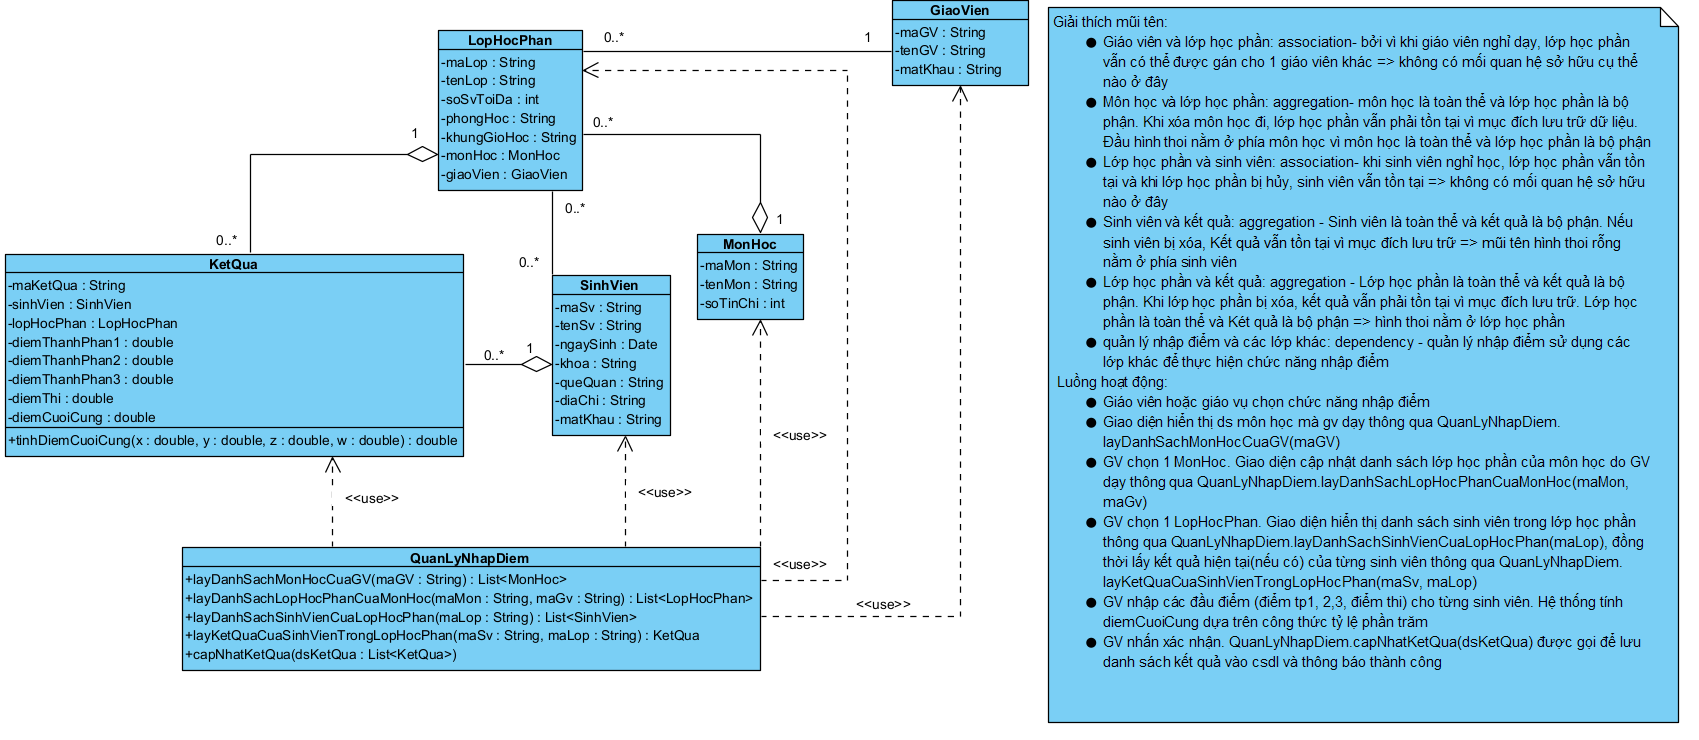 GiaoVien
-maGV : String
-tenGV : String
-matKhau : String
0..*
1
LopHocPhan
-maLop : String
-tenLop : String
-soSvToiDa : int
-phongHoc : String
-khungGioHoc : String
-monHoc : MonHoc
-giaoVien : GiaoVien
1
0..*
0..*
1
0..*
0..*
MonHoc
-maMon : String
-tenMon : String
-soTinChi : int
KetQua
-maKetQua : String
-sinhVien : SinhVien
-lopHocPhan : LopHocPhan
-diemThanhPhan1 : double
-diemThanhPhan2 : double
-diemThanhPhan3 : double
-diemThi : double
-diemCuoiCung : double
+tinhDiemCuoiCung(x : double, y : double, z : double, w : double) : double
0..*
1
SinhVien
-maSv : String
-tenSv : String
-ngaySinh : Date
-khoa : String
-queQuan : String
-diaChi : String
-matKhau : String
<<use>>
<<use>>
<<use>>
<<use>>
<<use>>
QuanLyNhapDiem
+layDanhSachMonHocCuaGV(maGV : String) : List<MonHoc>
+layDanhSachLopHocPhanCuaMonHoc(maMon : String, maGv : String) : List<LopHocPhan>
+layDanhSachSinhVienCuaLopHocPhan(maLop : String) : List<SinhVien>
+layKetQuaCuaSinhVienTrongLopHocPhan(maSv : String, maLop : String) : KetQua
+capNhatKetQua(dsKetQua : List<KetQua>)
Giải thích mũi tên:
● Giáo viên và lớp học phần: association- bởi vì khi giáo viên nghỉ dạy, lớp học phần
vẫn có thể được gán cho 1 giáo viên khác => không có mối quan hệ sở hữu cụ thể
nào ở đây
● Môn học và lớp học phần: aggregation- môn học là toàn thể và lớp học phần là bộ
phận. Khi xóa môn học đi, lớp học phần vẫn phải tồn tại vì mục đích lưu trữ dữ liệu.
Đầu hình thoi nằm ở phía môn học vì môn học là toàn thể và lớp học phần là bộ phận
● Lớp học phần và sinh viên: association- khi sinh viên nghỉ học, lớp học phần vẫn tồn
tại và khi lớp học phần bị hủy, sinh viên vẫn tồn tại => không có mối quan hệ sở hữu
nào ở đây
● Sinh viên và kết quả: aggregation - Sinh viên là toàn thể và kết quả là bộ phận. Nếu
sinh viên bị xóa, Kết quả vẫn tồn tại vì mục đích lưu trữ => mũi tên hình thoi rỗng
nằm ở phía sinh viên
● Lớp học phần và kết quả: aggregation - Lớp học phần là toàn thể và kết quả là bộ
phận. Khi lớp học phần bị xóa, kết quả vẫn phải tồn tại vì mục đích lưu trữ. Lớp học
phần là toàn thể và Két quả là bộ phận => hình thoi nằm ở lớp học phần
● quản lý nhập điểm và các lớp khác: dependency - quản lý nhập điểm sử dụng các
lớp khác để thực hiện chức năng nhập điểm
Luồng hoạt động:
● Giáo viên hoặc giáo vụ chọn chức năng nhập điểm
● Giao diện hiển thị ds môn học mà gv dạy thông qua QuanLyNhapDiem.
layDanhSachMonHocCuaGV(maGV)
● GV chọn 1 MonHoc. Giao diện cập nhật danh sách lớp học phần của môn học do GV
dạy thông qua QuanLyNhapDiem.layDanhSachLopHocPhanCuaMonHoc(maMon,
maGv)
● GV chọn 1 LopHocPhan. Giao diện hiển thị danh sách sinh viên trong lớp học phần
thông qua QuanLyNhapDiem.layDanhSachSinhVienCuaLopHocPhan(maLop), đồng
thời lấy kết quả hiện tại(nếu có) của từng sinh viên thông qua QuanLyNhapDiem.
layKetQuaCuaSinhVienTrongLopHocPhan(maSv, maLop)
● GV nhập các đầu điểm (điểm tp1, 2,3, điểm thi) cho từng sinh viên. Hệ thống tính
diemCuoiCung dựa trên công thức tỷ lệ phần trăm
● GV nhấn xác nhận. QuanLyNhapDiem.capNhatKetQua(dsKetQua) được gọi để lưu
danh sách kết quả vào csdl và thông báo thành công